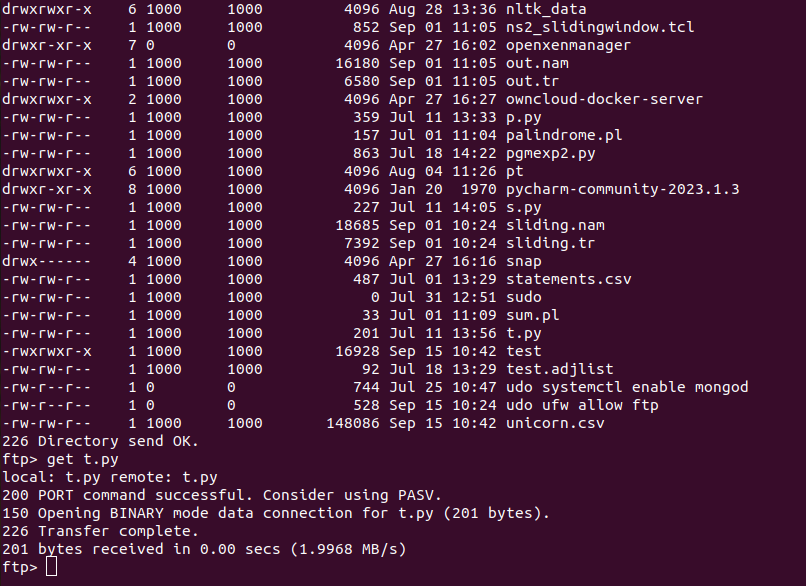 drwxrwxr-x    6 1000     1000         4096 Aug 28 13:36 nltk_data
-rw-rw-r--    1 1000     1000          852 Sep 01 11:05 ns2_slidingwindow.tcl
drwxr-xr-x    7 0        0            4096 Apr 27 16:02 openxenmanager
-rw-rw-r--    1 1000     1000        16180 Sep 01 11:05 out.nam
-rw-rw-r--    1 1000     1000         6580 Sep 01 11:05 out.tr
drwxrwxr-x    2 1000     1000         4096 Apr 27 16:27 owncloud-docker-server
-rw-rw-r--    1 1000     1000          359 Jul 11 13:33 p.py
-rw-rw-r--    1 1000     1000          157 Jul 01 11:04 palindrome.pl
-rw-rw-r--    1 1000     1000          863 Jul 18 14:22 pgmexp2.py
drwxrwxr-x    6 1000     1000         4096 Aug 04 11:26 pt
drwxr-xr-x    8 1000     1000         4096 Jan 20  1970 pycharm-community-2023.1.3
-rw-rw-r--    1 1000     1000          227 Jul 11 14:05 s.py
-rw-rw-r--    1 1000     1000        18685 Sep 01 10:24 sliding.nam
-rw-rw-r--    1 1000     1000         7392 Sep 01 10:24 sliding.tr
drwx------    4 1000     1000         4096 Apr 27 16:16 snap
-rw-rw-r--    1 1000     1000          487 Jul 01 13:29 statements.csv
-rw-rw-r--    1 1000     1000            0 Jul 31 12:51 sudo
-rw-rw-r--    1 1000     1000           33 Jul 01 11:09 sum.pl
-rw-rw-r--    1 1000     1000          201 Jul 11 13:56 t.py
-rwxrwxr-x    1 1000     1000        16928 Sep 15 10:42 test
-rw-rw-r--    1 1000     1000           92 Jul 18 13:29 test.adjlist
-rw-r--r--    1 0        0             744 Jul 25 10:47 udo systemctl enable mongod
-rw-r--r--    1 0        0             528 Sep 15 10:24 udo ufw allow ftp
-rw-rw-r--    1 1000     1000       148086 Sep 15 10:42 unicorn.csv
226 Directory send OK.
ftp> get t.py
local: t.py remote: t.py
200 PORT command successful. Consider using PASV.
150 Opening BINARY mode data connection for t.py (201 bytes).
226 Transfer complete.
201 bytes received in 0.00 secs (1.9968 MB/s)
ftp>